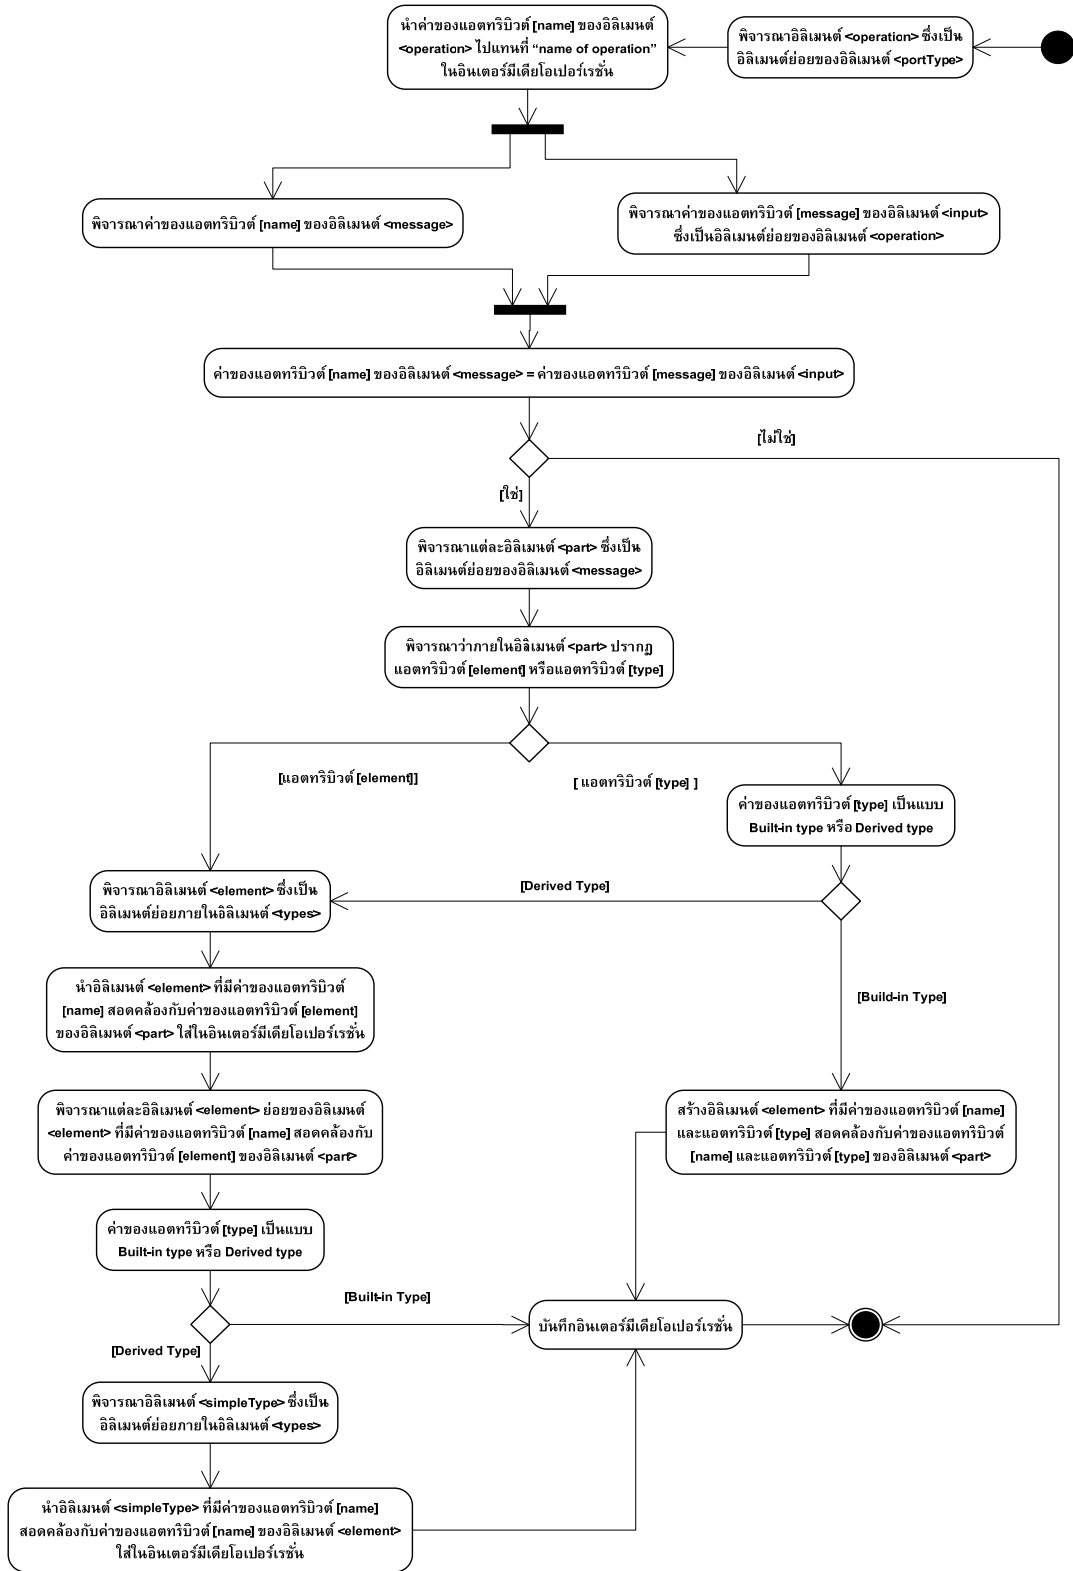 นำค่าของแอตทริบิวต์ [name] ของอิลิเมนต์
<operation> ไปแทนที่ “name of operation”
ในอินเตอร์มีเดียโอเปอร์เรชั่น
พิจารณาอิลิเมนต์ <operation> ซึ่งเป็น
อิลิเมนต์ย่อยของอิลิเมนต์ <portType>
พิจารณาค่าของแอตทริบิวต์ [name] ของอิลิเมนต์ <message>
พิจารณาค่าของแอตทริบิวต์ [message] ของอิลิเมนต์ <input>
ซึ่งเป็นอิลิเมนต์ย่อยของอิลิเมนต์ <operation>
ค่าของแอตทริบิวต์ [name] ของอิลิเมนต์ <message> = ค่าของแอตทริบิวต์ [message] ของอิลิเมนต์ <input>
[ไม่ใช่]
[ใช่]
พิจารณาแต่ละอิลิเมนต์ <part> ซึ่งเป็น
อิลิเมนต์ย่อยของอิลิเมนต์ <message>
พิจารณาว่าภายในอิลิเมนต์ <part> ปรากฏ
แอตทริบิวต์ [element] หรือแอตทริบิวต์ [type]
[แอตทริบิวต์ [element]]
[ แอตทริบิวต์ [type] ]
ค่าของแอตทริบิวต์ [type] เป็นแบบ
Built-in type หรือ Derived type
[Derived Type]
พิจารณาอิลิเมนต์ <element> ซึ่งเป็น
อิลิเมนต์ย่อยภายในอิลิเมนต์ <types>
นำอิลิเมนต์ <element> ที่มีค่าของแอตทริบิวต์
[name] สอดคล้องกับค่าของแอตทริบิวต์ [element]
ของอิลิเมนต์ <part> ใส่ในอินเตอร์มีเดียโอเปอร์เรชั่น
[Build-in Type]
พิจารณาแต่ละอิลิเมนต์ <element> ย่อยของอิลิเมนต์
<element> ที่มีค่าของแอตทริบิวต์ [name] สอดคล้องกับ
ค่าของแอตทริบิวต์ [element] ของอิลิเมนต์ <part>
สร้างอิลิเมนต์ <element> ที่มีค่าของแอตทริบิวต์ [name]
และแอตทริบิวต์ [type] สอดคล้องกับค่าของแอตทริบิวต์
[name] และแอตทริบิวต์ [type] ของอิลิเมนต์ <part>
ค่าของแอตทริบิวต์ [type] เป็นแบบ
Built-in type หรือ Derived type
[Built-in Type]
[Derived Type]
บันทึกอินเตอร์มีเดียโอเปอร์เรชั่น
พิจารณาอิลิเมนต์ <simpleType> ซึ่งเป็น
อิลิเมนต์ย่อยภายในอิลิเมนต์ <types>
นำอิลิเมนต์ <simpleType> ที่มีค่าของแอตทริบิวต์ [name]
สอดคล้องกับค่าของแอตทริบิวต์ [name] ของอิลิเมนต์ <element>
ใส่ในอินเตอร์มีเดียโอเปอร์เรชั่น